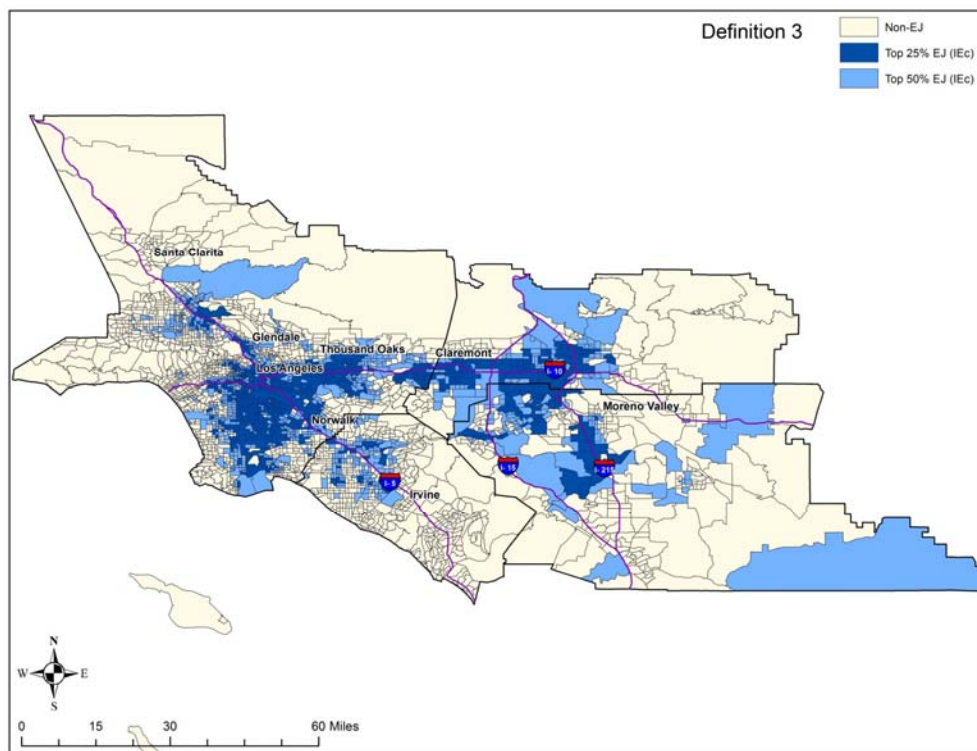 Definition 3
Non-EJ
Top 25% EJ (IEc)
Top 50% EJ (IEc)
Santa Clarita
Glendale
Thousand Oaks
Claremont
Los Angeles
I- 10
Moreno Valley
Norwalk
I- 15
I- 215
I- 5
Irvine
N
W E
S
0 15 30 60 Miles